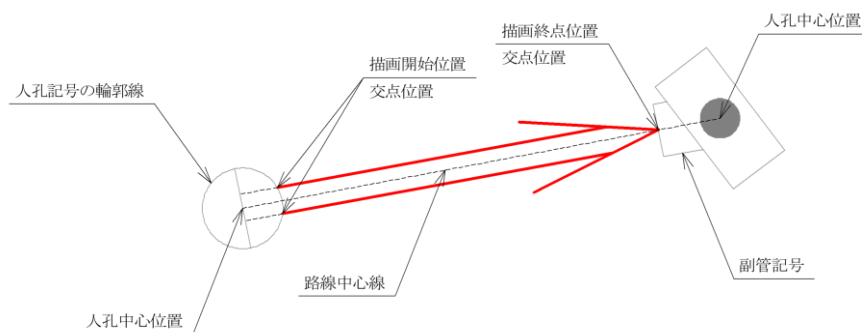 人孔中心位置
描画終点位置
交点位置
描画開始位置
交点位置
人孔記号の輪郭線
副管記号
路線中心線
人孔中心位置